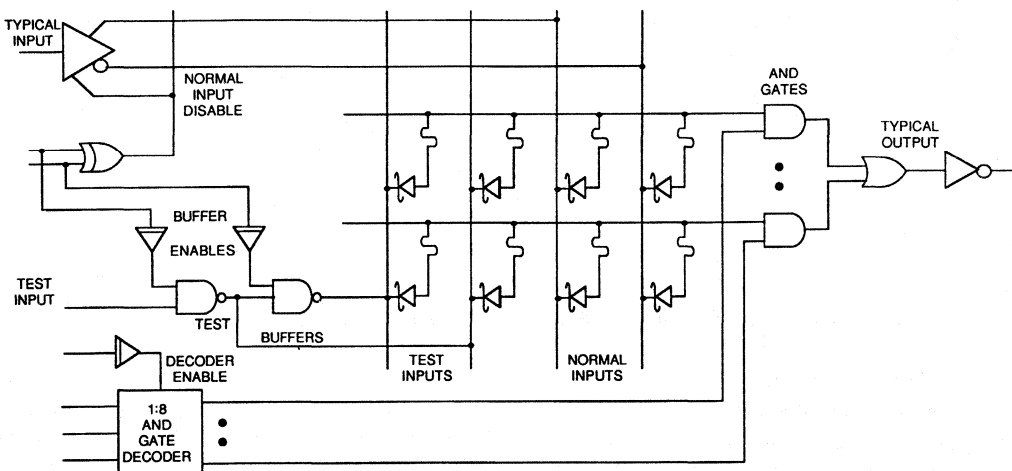 TYPICAL
INPUT
NORMAL
INPUT
DISABLE
AND
GATES
TYPICAL
OUTPUT
BUFFER
ENABLES
TEST
INPUT
TEST
BUFFERS
DECODER
ENABLE
TEST
INPUTS
NORMAL
INPUTS
1:8
AND
GATE
DECODER